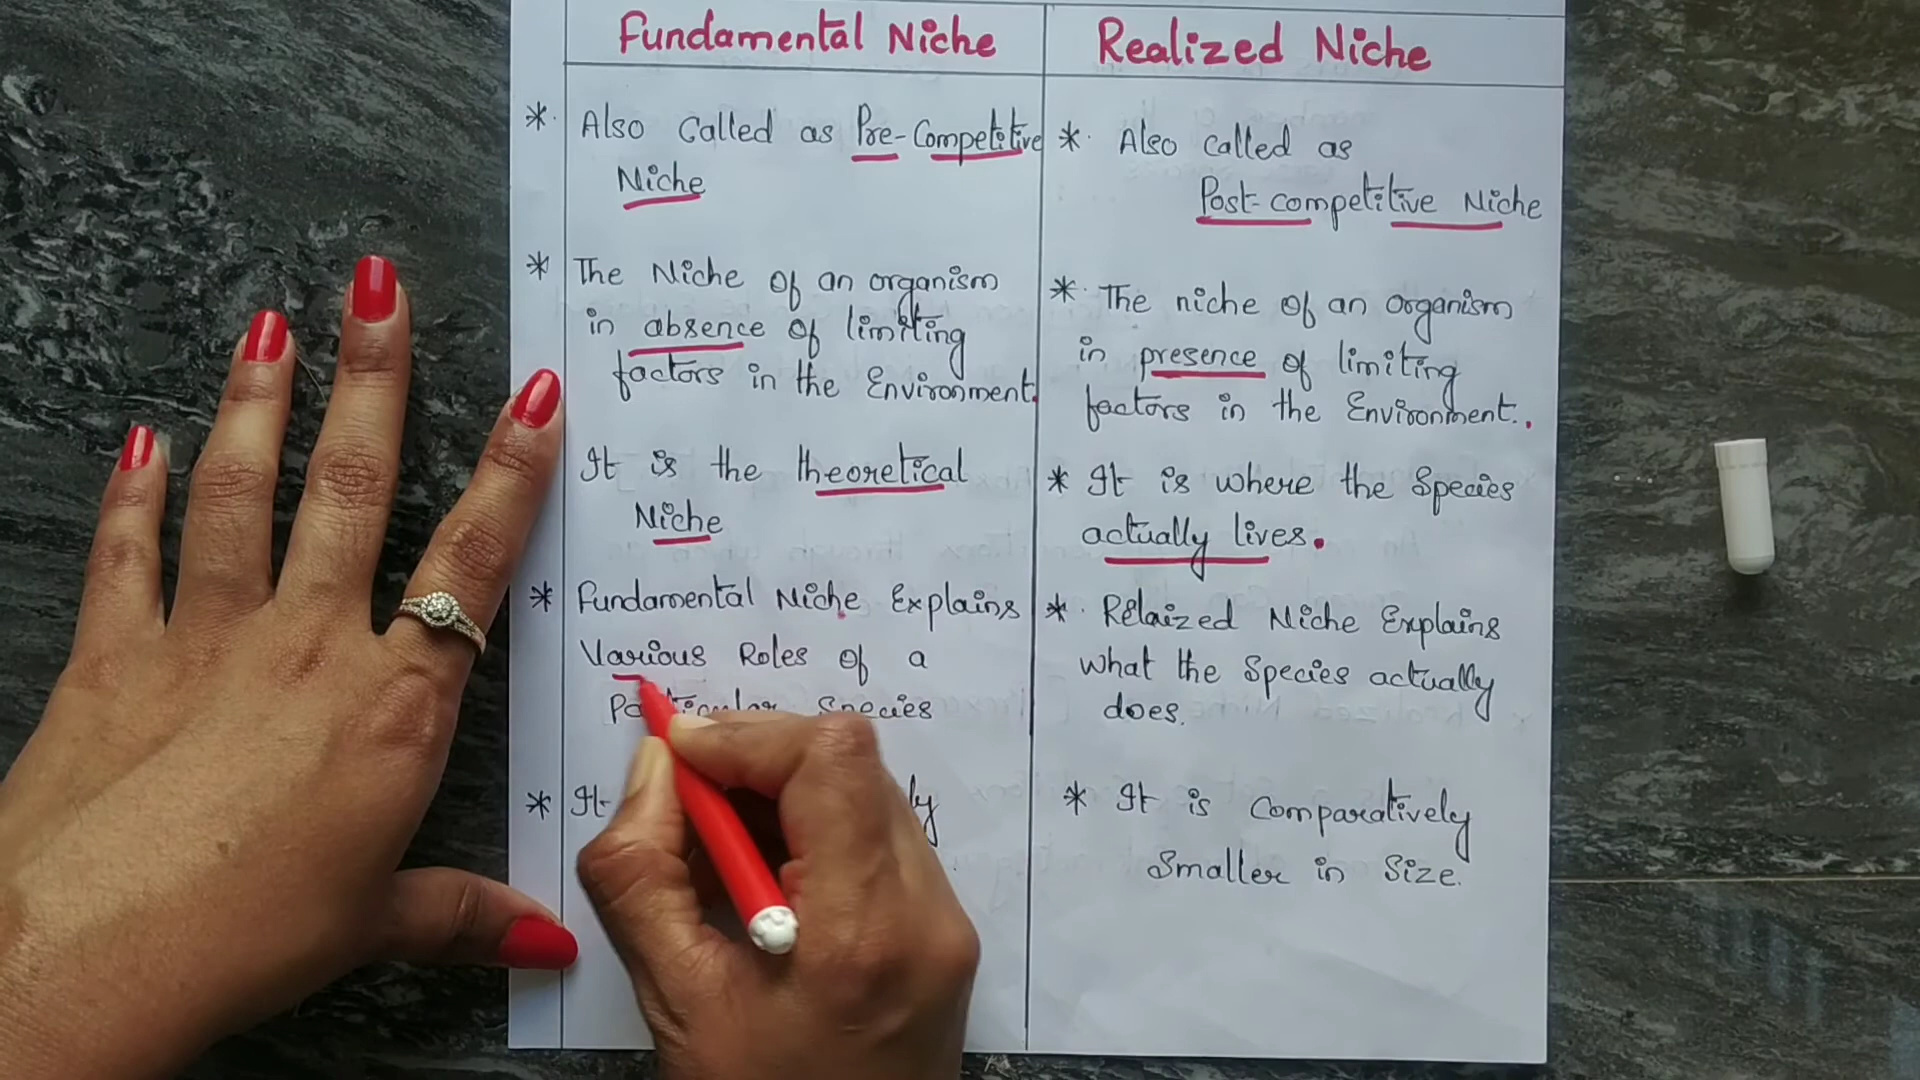 Fundamental Niche
* Also Called as Pre-Competitive
Niche
* The Niche of an organism
in absence of limiting
factors in the Environment.
It is the theoretical
Niche
* Fundamental Niche Explains
Various Roles of a
Species
* It
Realized Niche
* Also called as
Post-competitive Niche
* The niche of an organism
in presence of limiting
factors in the Environment.
* It is where the Species
actually lives.
* Relaized Niche Explains
what the Species actually
does.
* It is Comparatively
Smaller in Size.